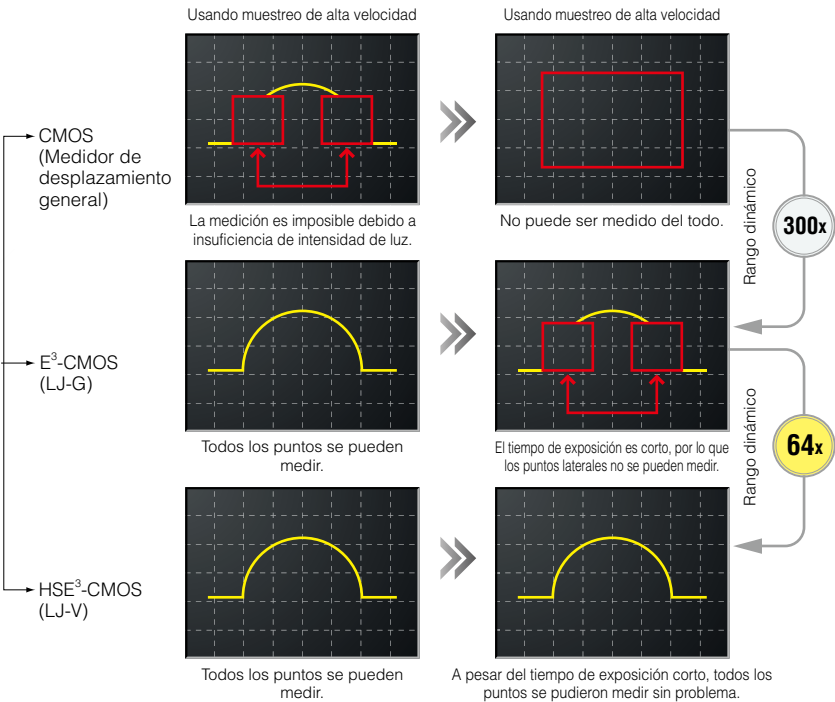 Usando muestreo de alta velocidad
Usando muestreo de alta velocidad
CMOS
(Medidor de
desplazamiento
general)
La medición es imposible debido a
insuficiencia de intensidad de luz.
No puede ser medido del todo.
Rango dinámico
300x
E³-CMOS
(LJ-G)
Todos los puntos se pueden
medir.
El tiempo de exposición es corto, por lo que
los puntos laterales no se pueden medir.
Rango dinámico
64x
HSE³-CMOS
(LJ-V)
Todos los puntos se pueden
medir.
A pesar del tiempo de exposición corto, todos los
puntos se pudieron medir sin problema.